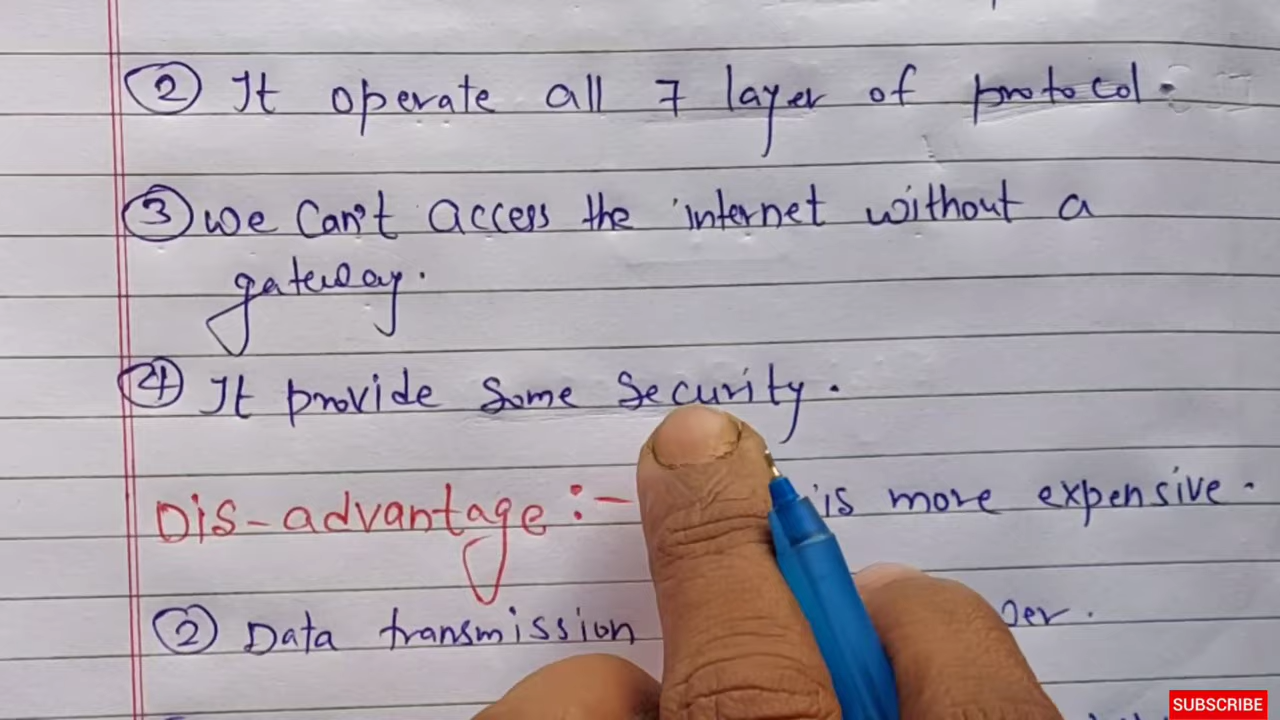 ② It operate all 7 layer of protocol.
③ we can't access the internet without a
gateway.
④ It provide some security.
Dis-advantage :- is more expensive.
② Data transmission
SUBSCRIBE